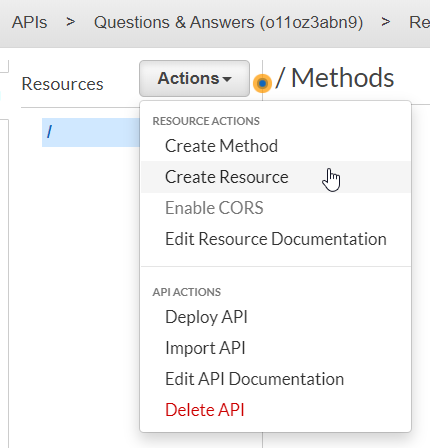 APIs > Questions & Answers (o11oz3abn9) > Re
Resources
Actions
/ Methods
/
RESOURCE ACTIONS
Create Method
Create Resource
Enable CORS
Edit Resource Documentation
API ACTIONS
Deploy API
Import API
Edit API Documentation
Delete API